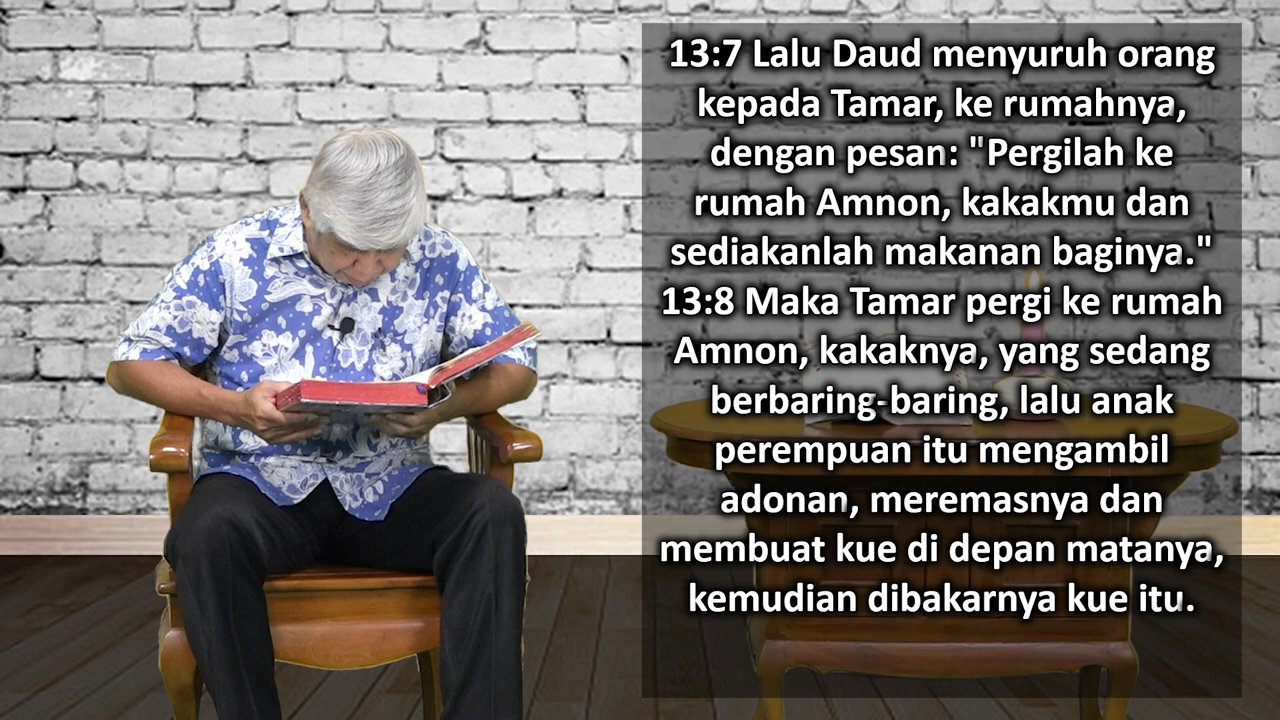 13:7 Lalu Daud menyuruh orang
kepada Tamar, ke rumahnya,
dengan pesan: "Pergilah ke
rumah Amnon, kakakmu dan
sediakanlah makanan baginya."
13:8 Maka Tamar pergi ke rumah
Amnon, kakaknya, yang sedang
berbaring-baring, lalu anak
perempuan itu mengambil
adonan, meremasnya dan
membuat kue di depan matanya,
kemudian dibakarnya kue itu.